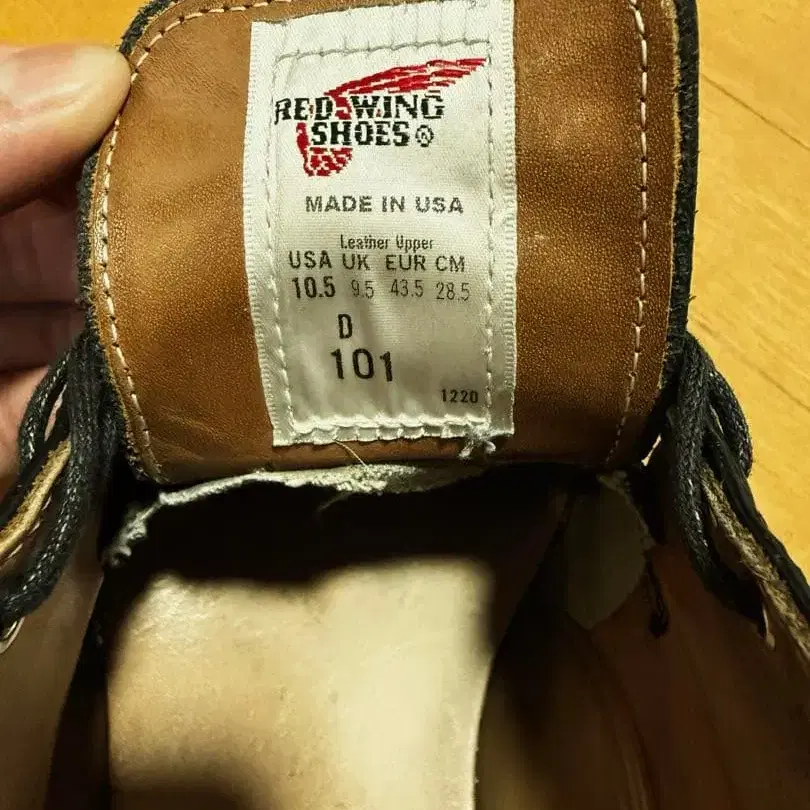 RED WING
SHOES®
MADE IN USA
Leather Upper
USA UK EUR CM
10.5 9.5 43.5 28.5
D
101
1220